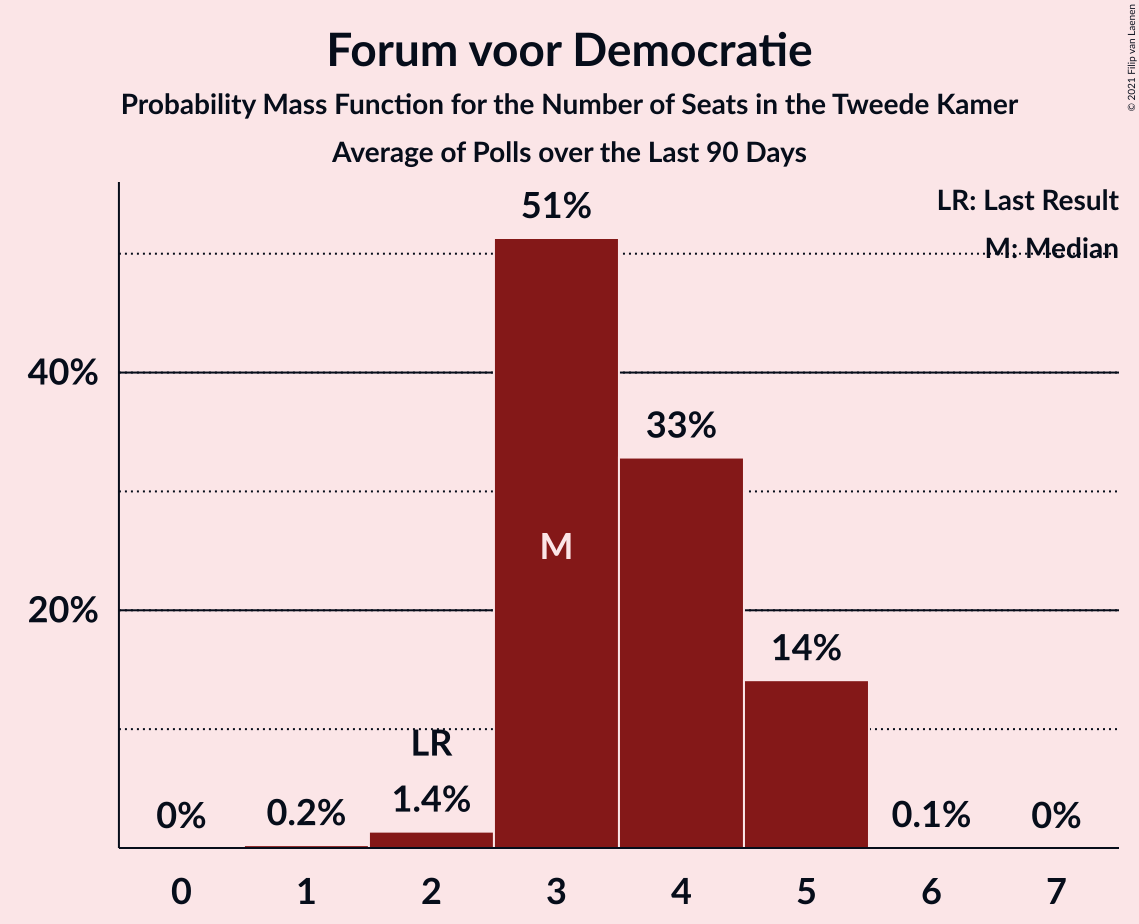 Forum voor Democratie
Probability Mass Function for the Number of Seats in the Tweede Kamer
Average of Polls over the Last 90 Days
© 2021 Filip van Laenen
LR: Last Result
M: Median
51%
40%
33%
M
20%
14%
LR
1.4%
0%
0.2%
0.1%
0%
0 1 2 3 4 5 6 7